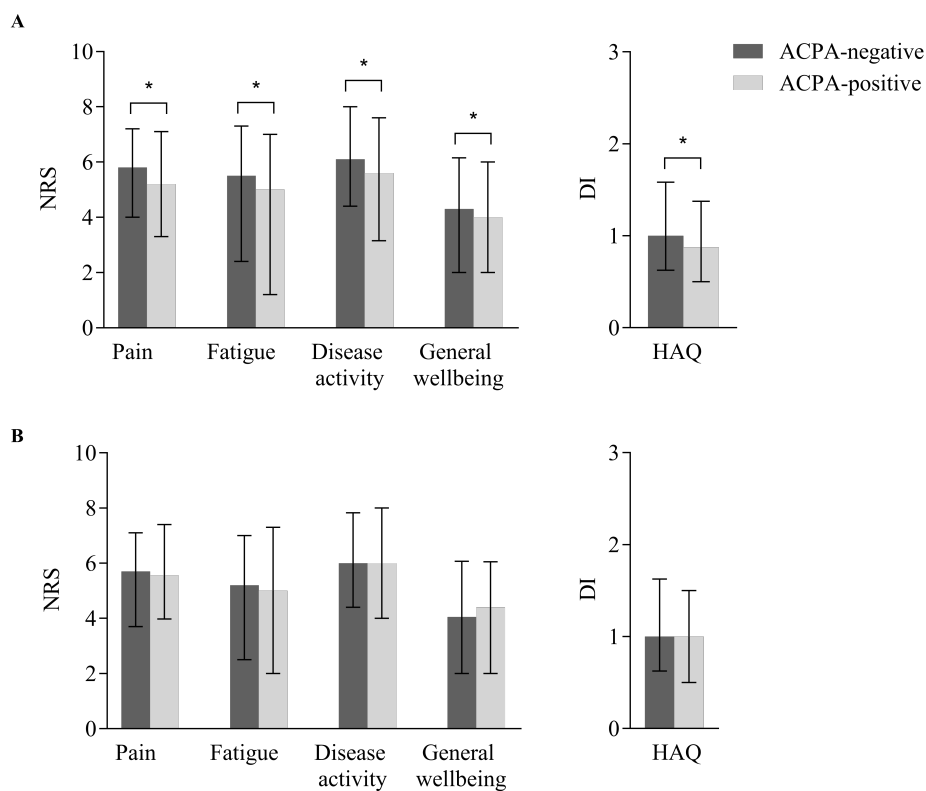 A
10
8
6
4
2
0
NRS
*
*
*
*
Pain
Fatigue
Disease
activity
General
wellbeing
3
2
1
0
DI
*
HAQ
ACPA-negative
ACPA-positive
B
10
8
6
4
2
0
NRS
Pain
Fatigue
Disease
activity
General
wellbeing
3
2
1
0
DI
HAQ